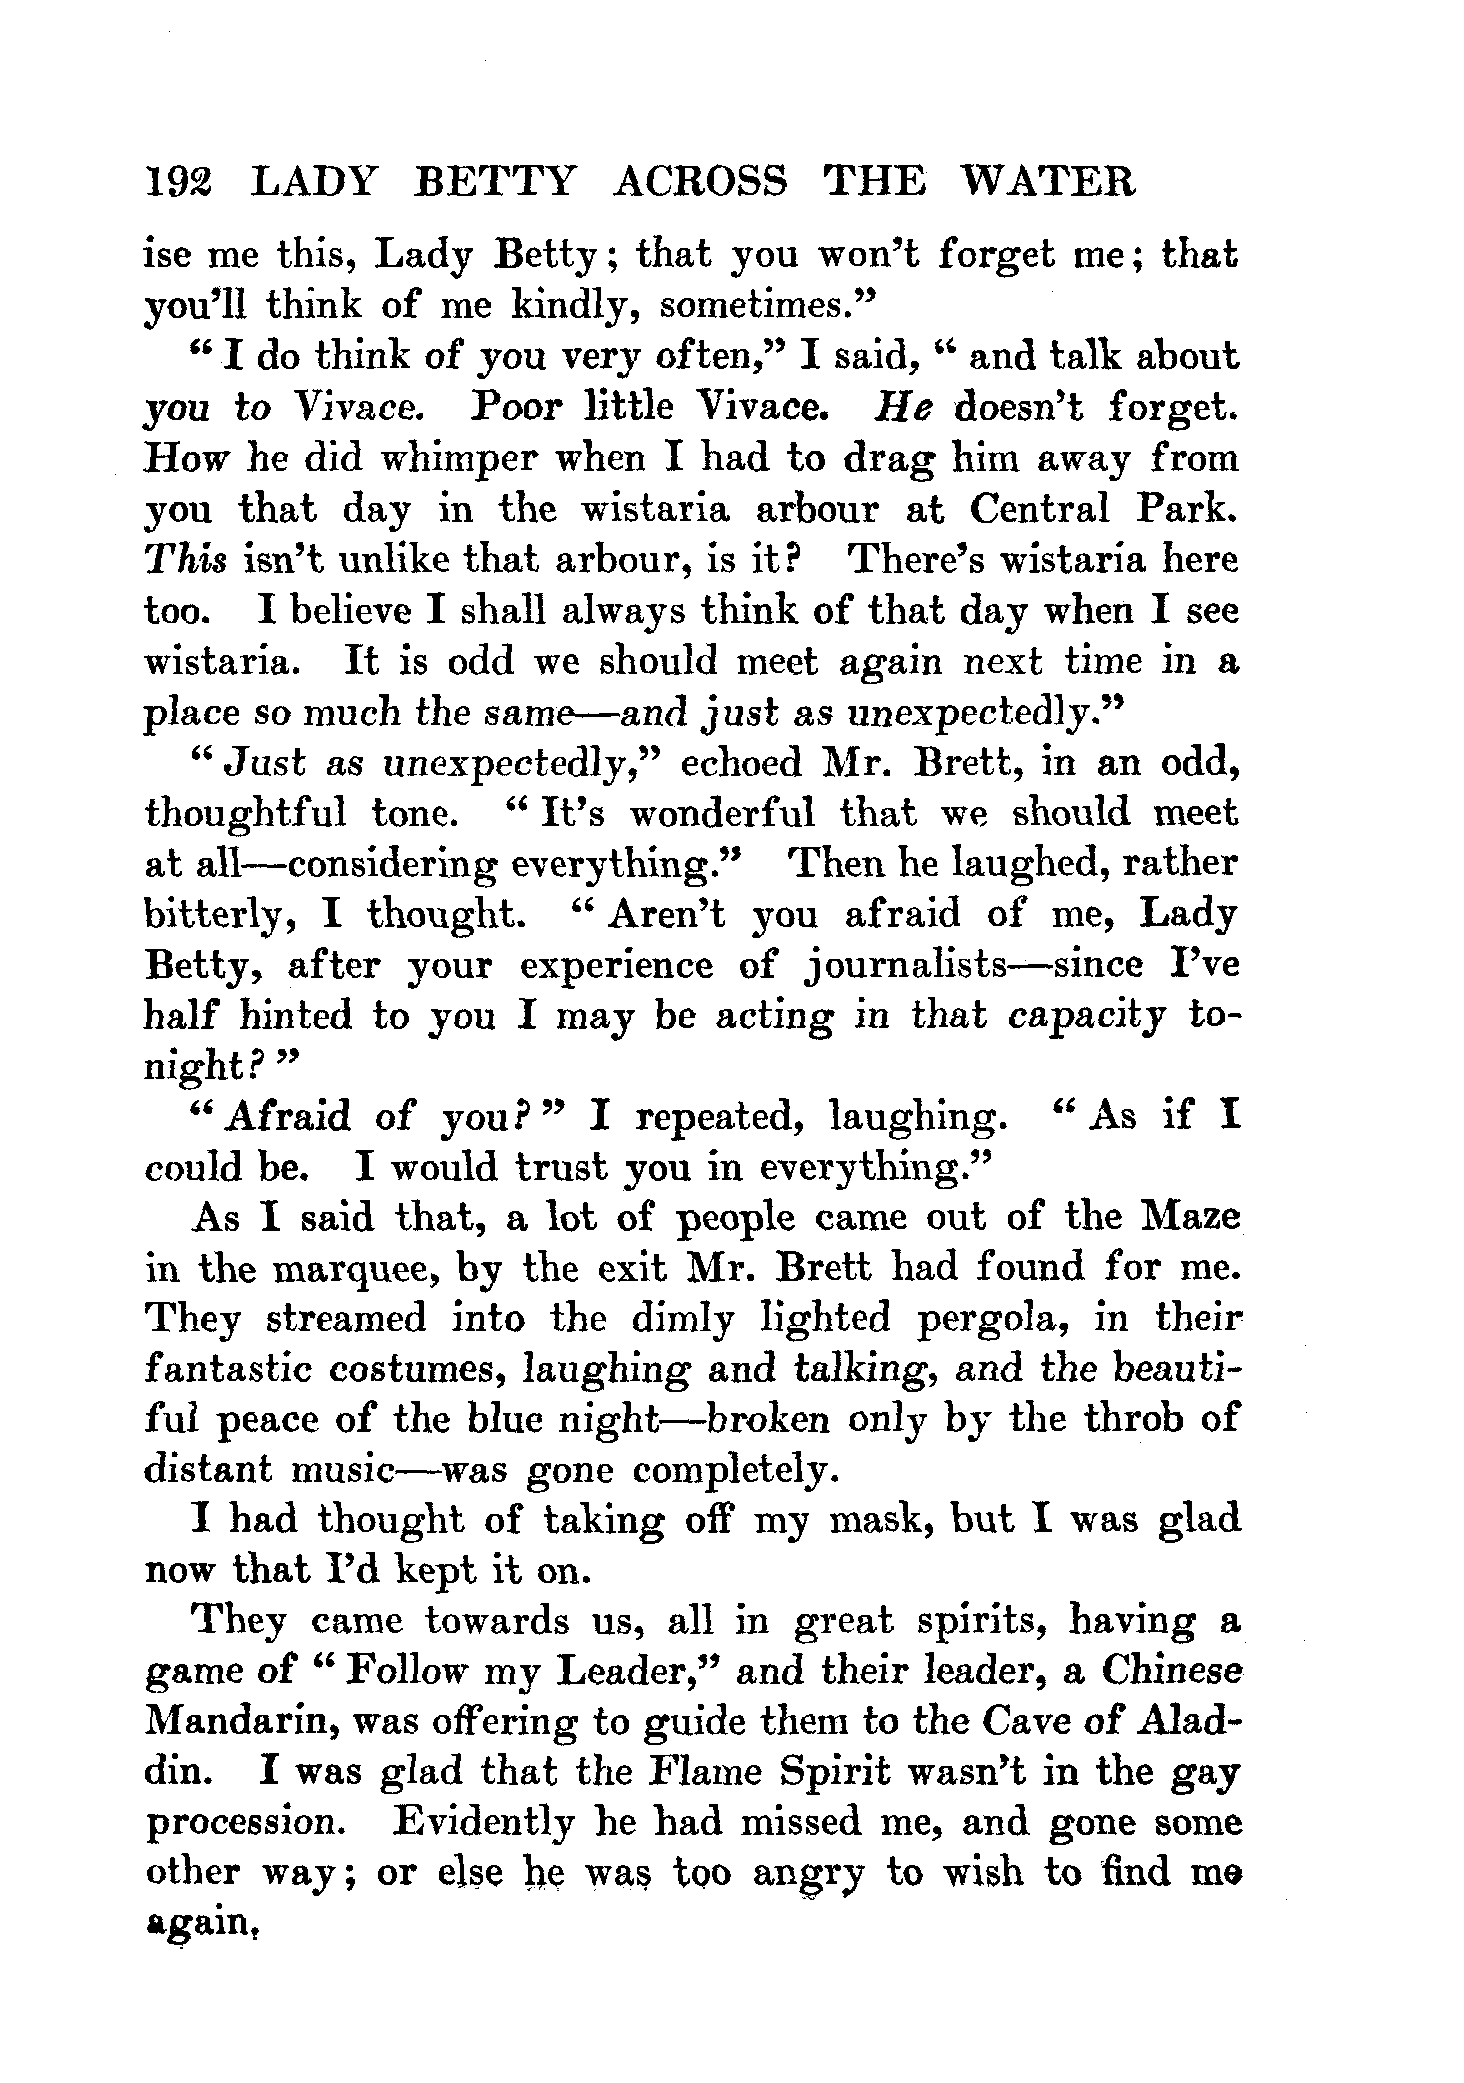 192 LADY BETTY ACROSS THE WATER
ise me this, Lady Betty; that you won't forget me; that
you'll think of me kindly, sometimes."
"I do think of you very often," I said, "and talk about
you to Vivace. Poor little Vivace. He doesn't forget.
How he did whimper when I had to drag him away from
you that day in the wistaria arbour at Central Park.
This isn't unlike that arbour, is it? There's wistaria here
too. I believe I shall always think of that day when I see
wistaria. It is odd we should meet again next time in a
place so much the same—and just as unexpectedly."
"Just as unexpectedly," echoed Mr. Brett, in an odd,
thoughtful tone. "It's wonderful that we should meet
at all—considering everything." Then he laughed, rather
bitterly, I thought. "Aren't you afraid of me, Lady
Betty, after your experience of journalists—since I've
half hinted to you I may be acting in that capacity to-
night?"
"Afraid of you?" I repeated, laughing. "As if I
could be. I would trust you in everything."
As I said that, a lot of people came out of the Maze
in the marquee, by the exit Mr. Brett had found for me.
They streamed into the dimly lighted pergola, in their
fantastic costumes, laughing and talking, and the beauti-
ful peace of the blue night—broken only by the throb of
distant music—was gone completely.
I had thought of taking off my mask, but I was glad
now that I'd kept it on.
They came towards us, all in great spirits, having a
game of "Follow my Leader," and their leader, a Chinese
Mandarin, was offering to guide them to the Cave of Alad-
din. I was glad that the Flame Spirit wasn't in the gay
procession. Evidently he had missed me, and gone some
other way; or else he was too angry to wish to find me
again.